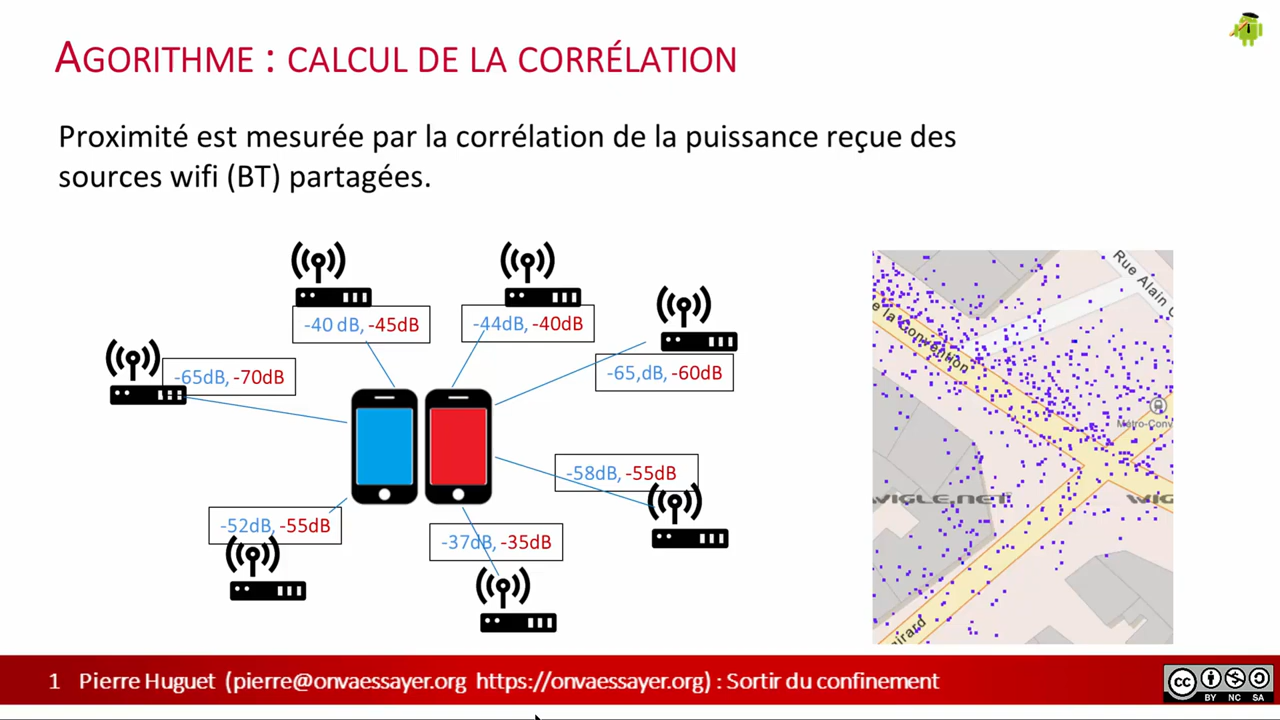 AGORITHME : CALCUL DE LA CORRÉLATION
Proximité est mesurée par la corrélation de la puissance reçue des
sources wifi (BT) partagées.
-40 dB, -45dB
-44dB, -40dB
-65,dB, -60dB
-65dB, -70dB
-58dB, -55dB
-52dB, -55dB
-37dB, -35dB
Rue Alain
e la Convention
Métro-Conv
WIGLE.NET
WIG
girard
1 Pierre Huguet (pierre@onvaessayer.org https://onvaessayer.org) : Sortir du confinement
CC BY NC SA